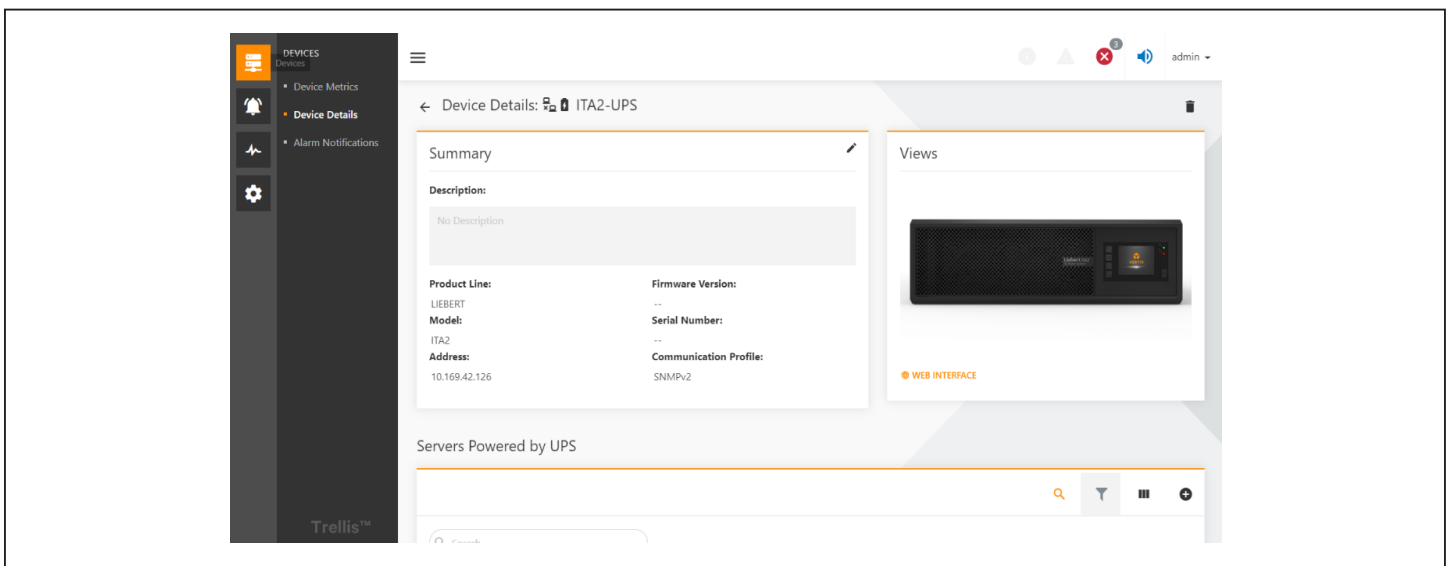 DEVICES
Devices
Device Metrics
Device Details
Alarm Notifications
3
admin
Device Details: ITA2-UPS
Summary
Views
Description:
No Description
Product Line:
Firmware Version:
LIEBERT
--
Model:
Serial Number:
ITA2
--
Address:
Communication Profile:
10.169.42.126
SNMPv2
WEB INTERFACE
Servers Powered by UPS
Trellis™
Search